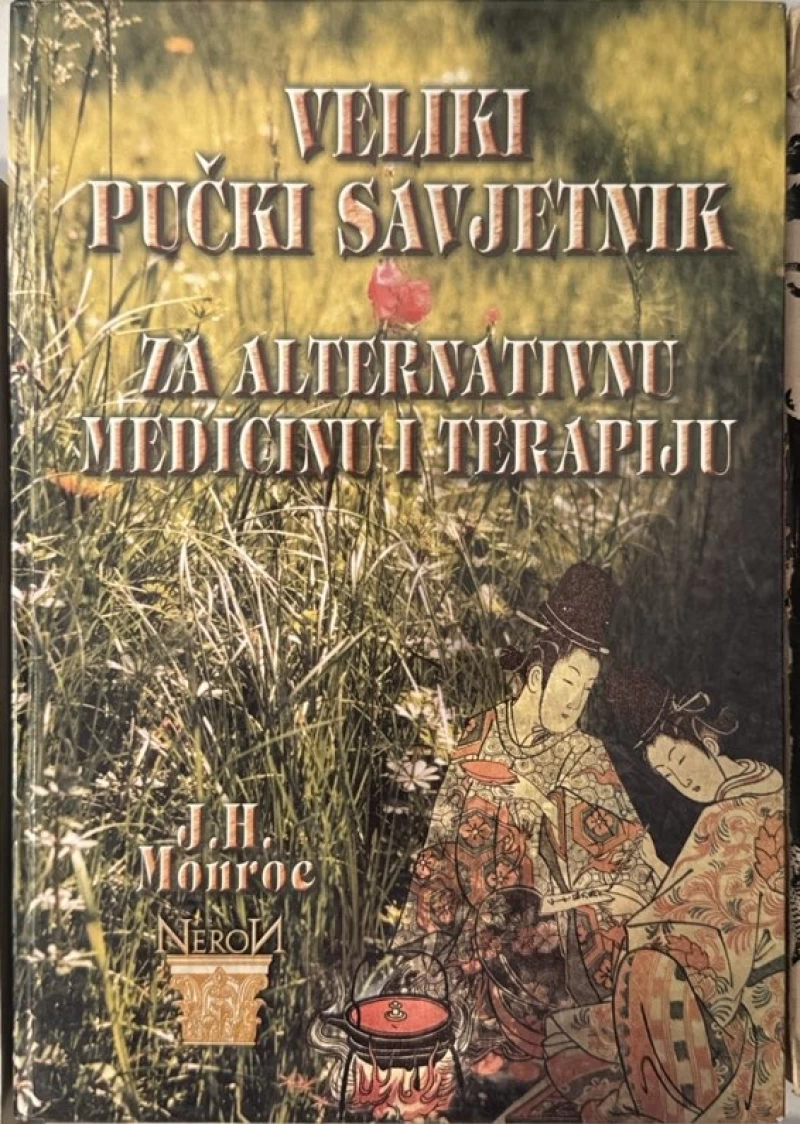 VELIKI
PUČKI SAVJETNIK
ZA ALTERNATIVNU
MEDICINU I TERAPIJU
J.H.
Monroe
NERON